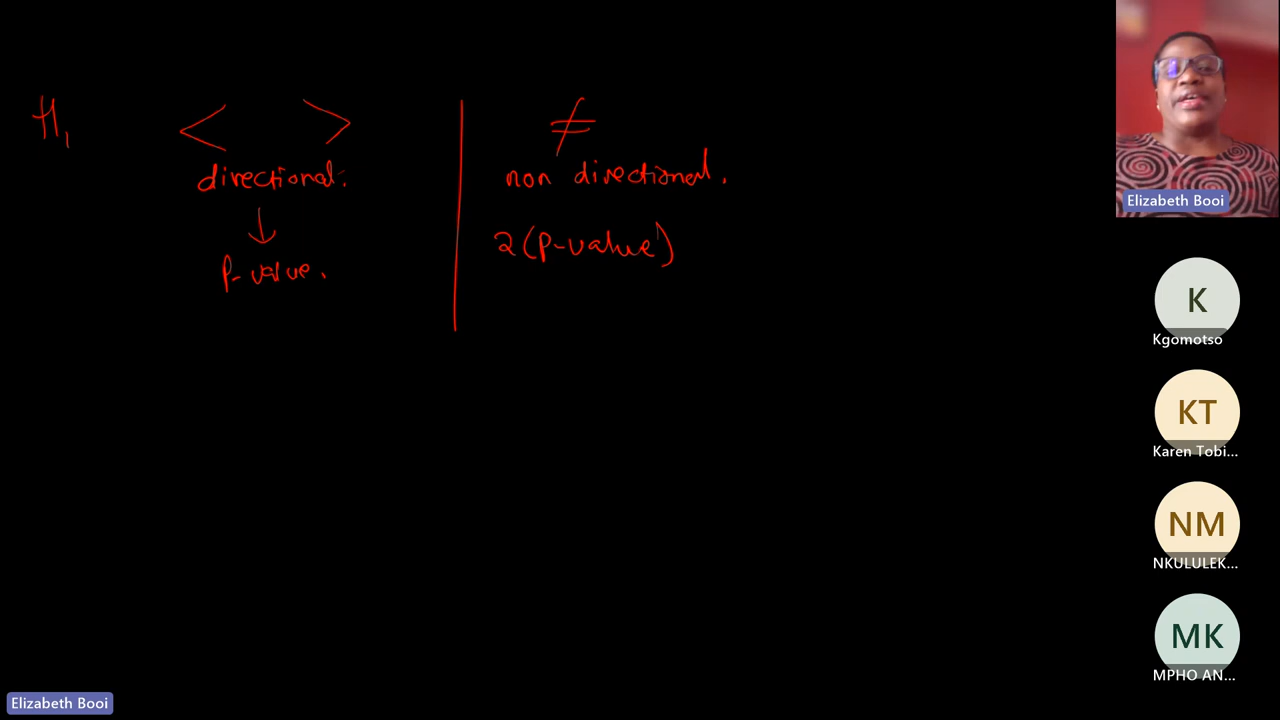 H₁ < > ≠
directional: non directional.
↓
p-value. 2(p-value)
Elizabeth Booi
K
Kgomotso
KT
Karen Tobi...
NM
NKULULEK...
MK
MPHO AN...
Elizabeth Booi